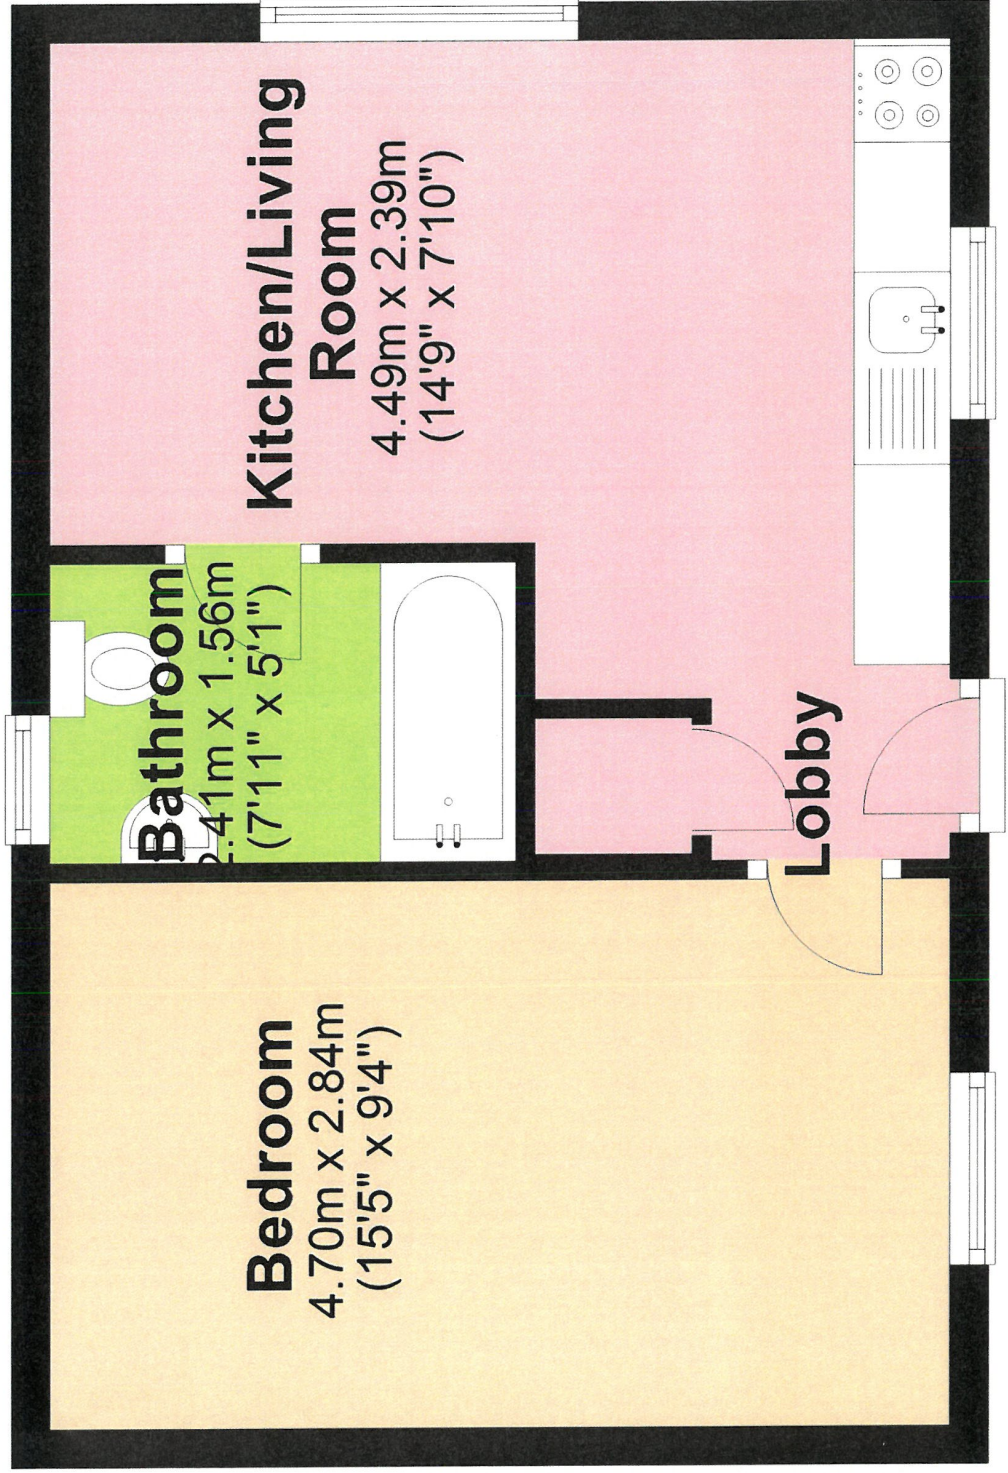 Bedroom
4.70m x 2.84m
(15'5" x 9'4")
Bathroom
2.41m x 1.56m
(7'11" x 5'1")
Kitchen/Living
Room
4.49m x 2.39m
(14'9" x 7'10")
Lobby